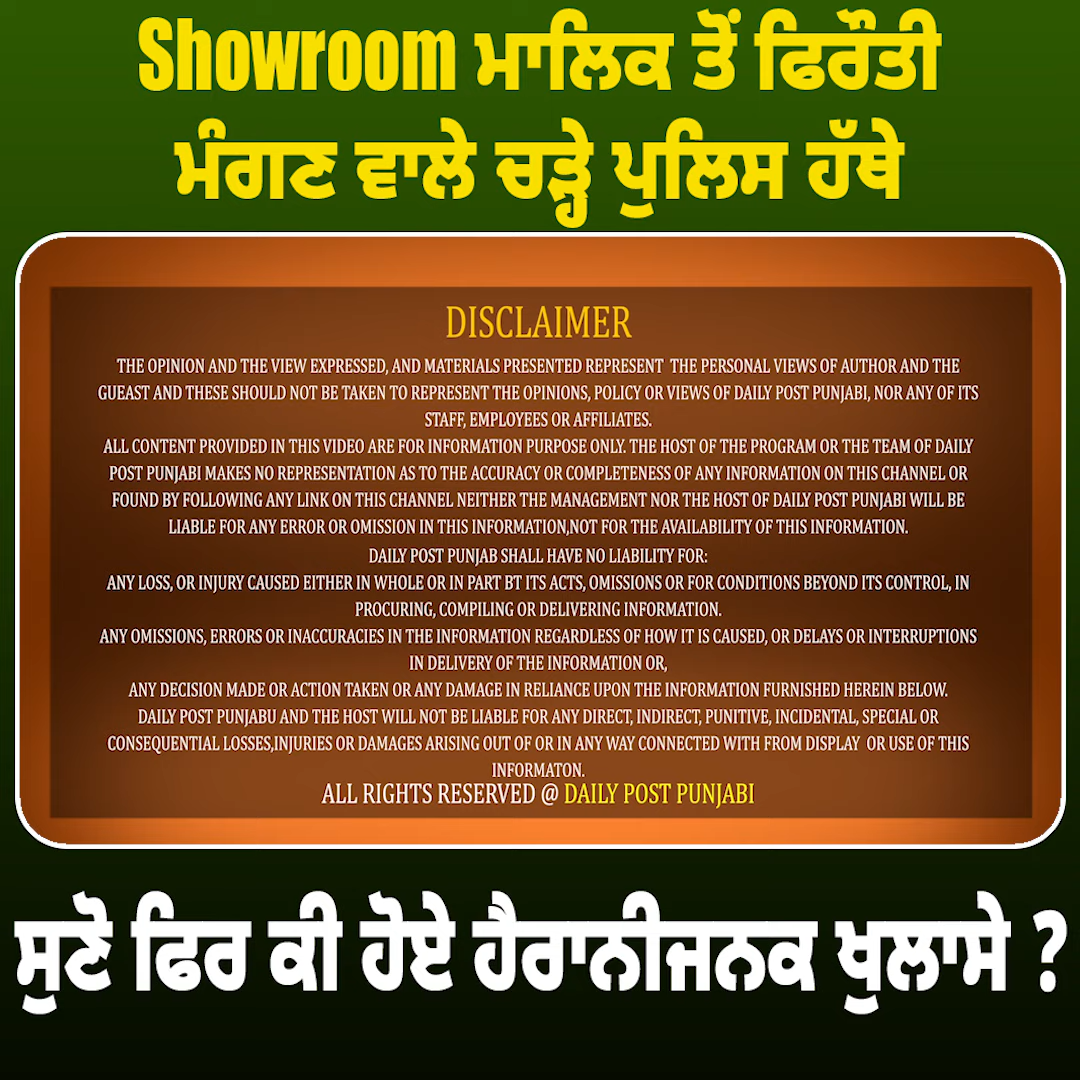 Showroom ਮਾਲਿਕ ਤੋਂ ਫਿਰੌਤੀ
ਮੰਗਣ ਵਾਲੇ ਚੜ੍ਹੇ ਪੁਲਿਸ ਹੱਥੇ
DISCLAIMER
THE OPINION AND THE VIEW EXPRESSED, AND MATERIALS PRESENTED REPRESENT THE PERSONAL VIEWS OF AUTHOR AND THE
GUEAST AND THESE SHOULD NOT BE TAKEN TO REPRESENT THE OPINIONS, POLICY OR VIEWS OF DAILY POST PUNJABI, NOR ANY OF ITS
STAFF, EMPLOYEES OR AFFILIATES.
ALL CONTENT PROVIDED IN THIS VIDEO ARE FOR INFORMATION PURPOSE ONLY. THE HOST OF THE PROGRAM OR THE TEAM OF DAILY
POST PUNJABI MAKES NO REPRESENTATION AS TO THE ACCURACY OR COMPLETENESS OF ANY INFORMATION ON THIS CHANNEL OR
FOUND BY FOLLOWING ANY LINK ON THIS CHANNEL NEITHER THE MANAGEMENT NOR THE HOST OF DAILY POST PUNJABI WILL BE
LIABLE FOR ANY ERROR OR OMISSION IN THIS INFORMATION,NOT FOR THE AVAILABILITY OF THIS INFORMATION.
DAILY POST PUNJAB SHALL HAVE NO LIABILITY FOR:
ANY LOSS, OR INJURY CAUSED EITHER IN WHOLE OR IN PART BT ITS ACTS, OMISSIONS OR FOR CONDITIONS BEYOND ITS CONTROL, IN
PROCURING, COMPILING OR DELIVERING INFORMATION.
ANY OMISSIONS, ERRORS OR INACCURACIES IN THE INFORMATION REGARDLESS OF HOW IT IS CAUSED, OR DELAYS OR INTERRUPTIONS
IN DELIVERY OF THE INFORMATION OR,
ANY DECISION MADE OR ACTION TAKEN OR ANY DAMAGE IN RELIANCE UPON THE INFORMATION FURNISHED HEREIN BELOW.
DAILY POST PUNJABU AND THE HOST WILL NOT BE LIABLE FOR ANY DIRECT, INDIRECT, PUNITIVE, INCIDENTAL, SPECIAL OR
CONSEQUENTIAL LOSSES,INJURIES OR DAMAGES ARISING OUT OF OR IN ANY WAY CONNECTED WITH FROM DISPLAY OR USE OF THIS
INFORMATON.
ALL RIGHTS RESERVED @ DAILY POST PUNJABI
ਸੁਣੋ ਫਿਰ ਕੀ ਹੋਏ ਹੈਰਾਨੀਜਨਕ ਖੁਲਾਸੇ ?